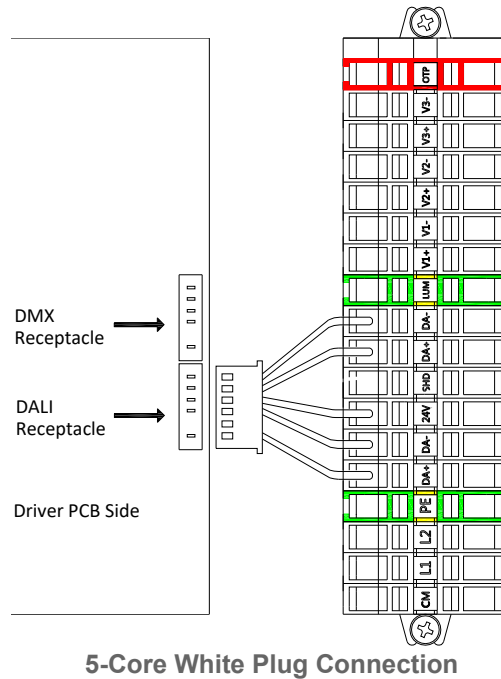 DMX
Receptacle
DALI
Receptacle
Driver PCB Side
OTP
V3-
V3+
V2-
V2+
V1-
V1+
LUM
DA-
DA+
SHD
24V
DA-
DA+
PE
L2
L1
CM
5-Core White Plug Connection